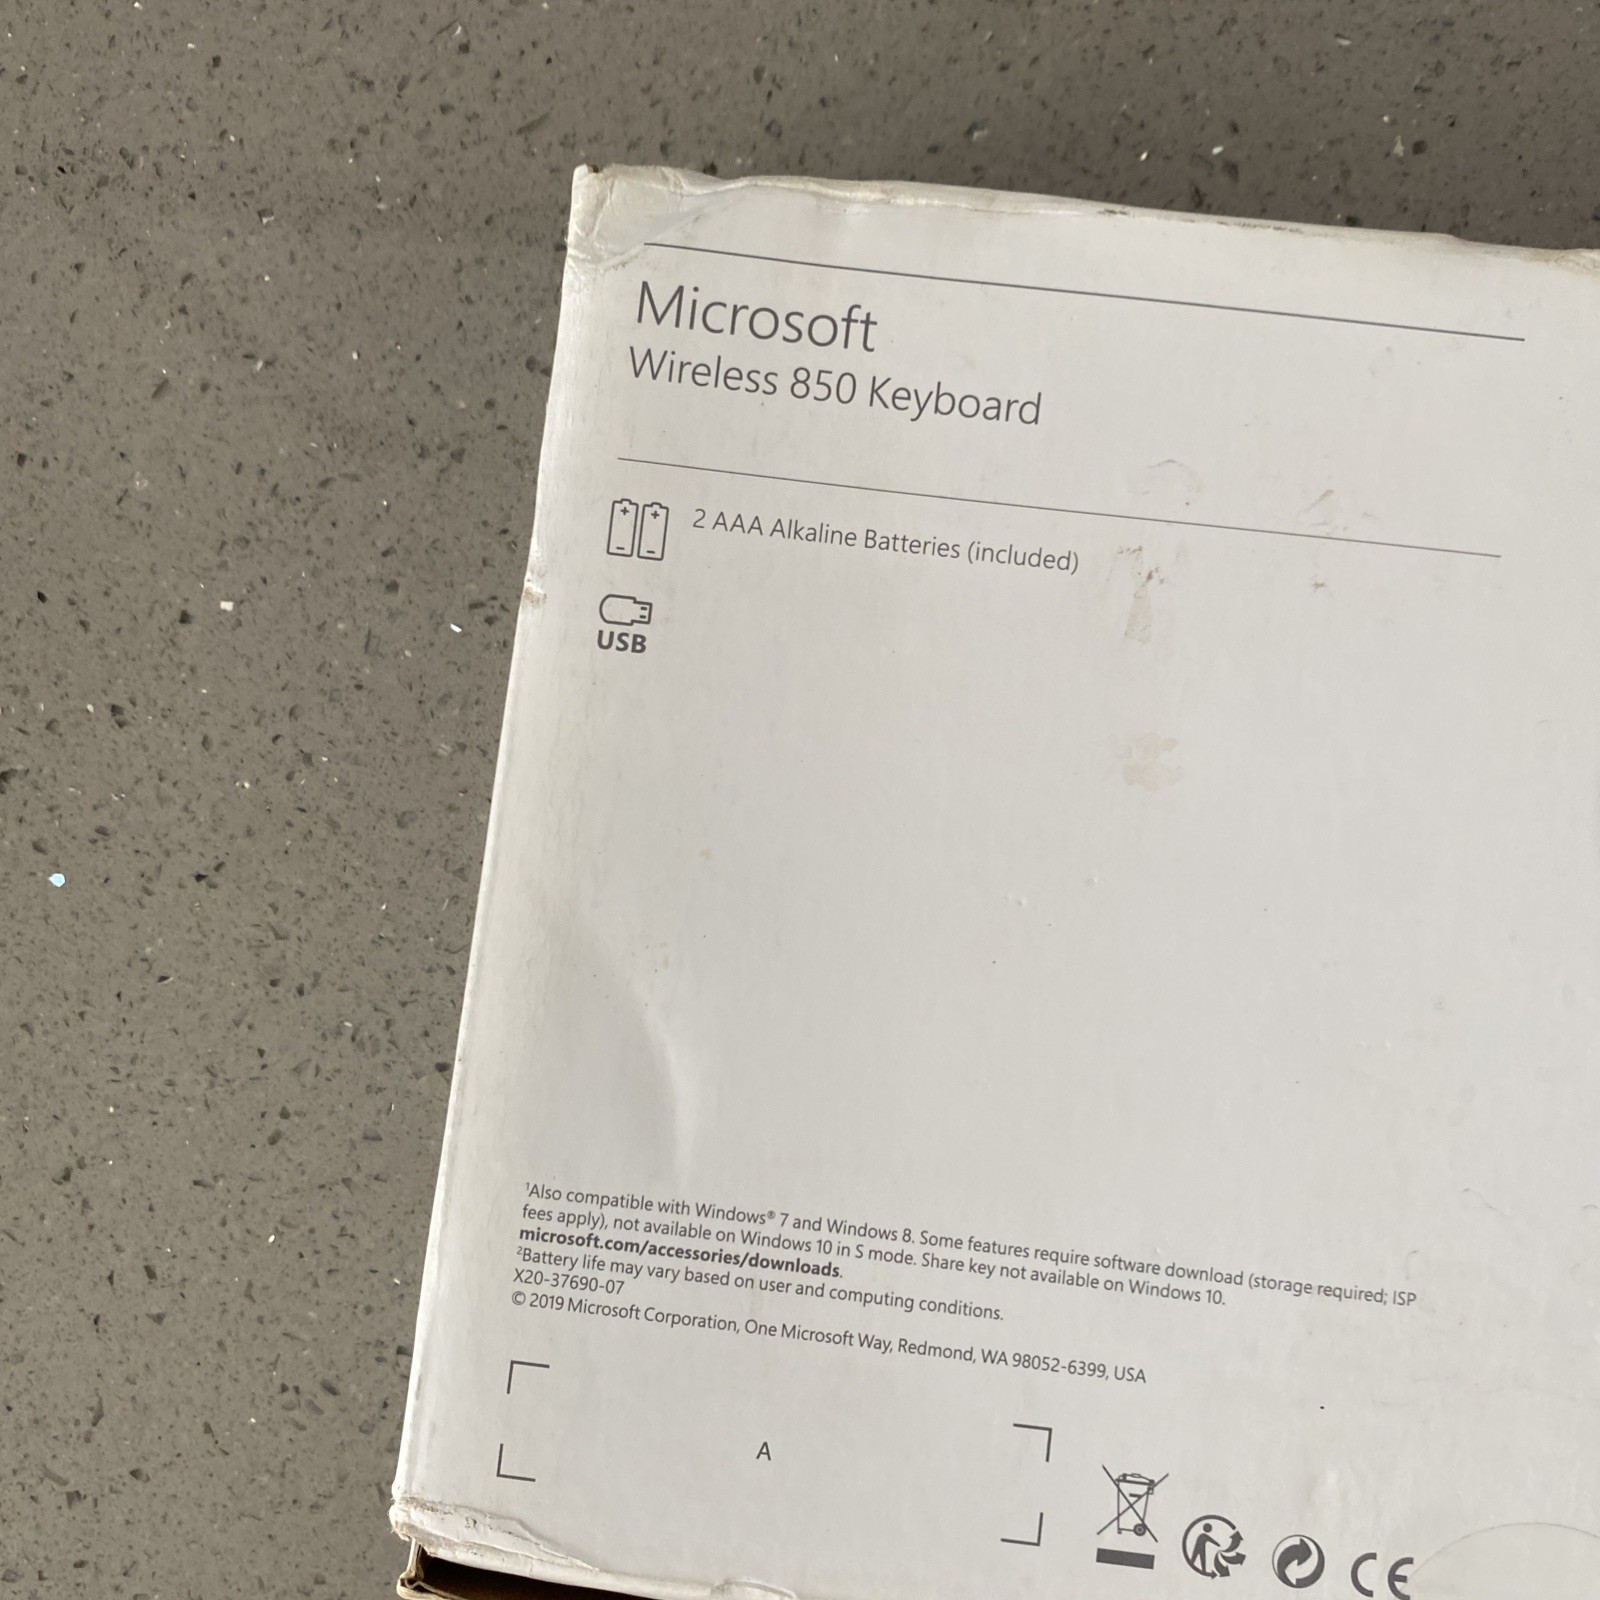 Microsoft
Wireless 850 Keyboard
2 AAA Alkaline Batteries (included)
USB
¹Also compatible with Windows® 7 and Windows 8. Some features require software download (storage required; ISP
fees apply), not available on Windows 10 in S mode. Share key not available on Windows 10.
microsoft.com/accessories/downloads.
²Battery life may vary based on user and computing conditions.
X20-37690-07
© 2019 Microsoft Corporation, One Microsoft Way, Redmond, WA 98052-6399, USA
A
CE